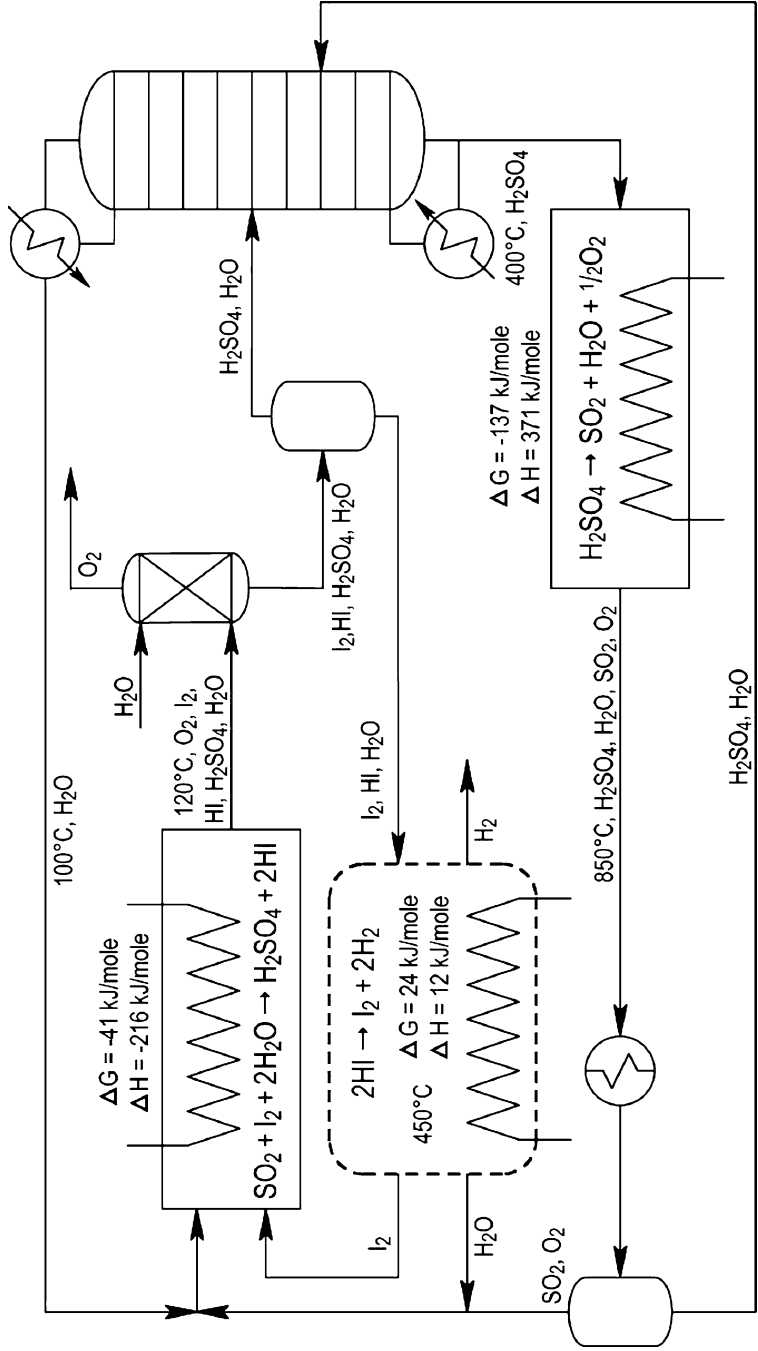 100°C, H₂O
O₂
H₂O
120°C, O₂, I₂,
HI, H₂SO₄, H₂O
ΔG = -41 kJ/mole
ΔH = -216 kJ/mole
SO₂ + I₂ + 2H₂O → H₂SO₄ + 2HI
H₂SO₄, H₂O
I₂,HI, H₂SO₄, H₂O
I₂, HI, H₂O
2HI → I₂ + 2H₂
ΔG = 24 kJ/mole
450°C ΔH = 12 kJ/mole
H₂
I₂
H₂O
400°C, H₂SO₄
ΔG = -137 kJ/mole
ΔH = 371 kJ/mole
H₂SO₄ → SO₂ + H₂O + ¹/₂O₂
850°C, H₂SO₄, H₂O, SO₂, O₂
SO₂, O₂
H₂SO₄, H₂O